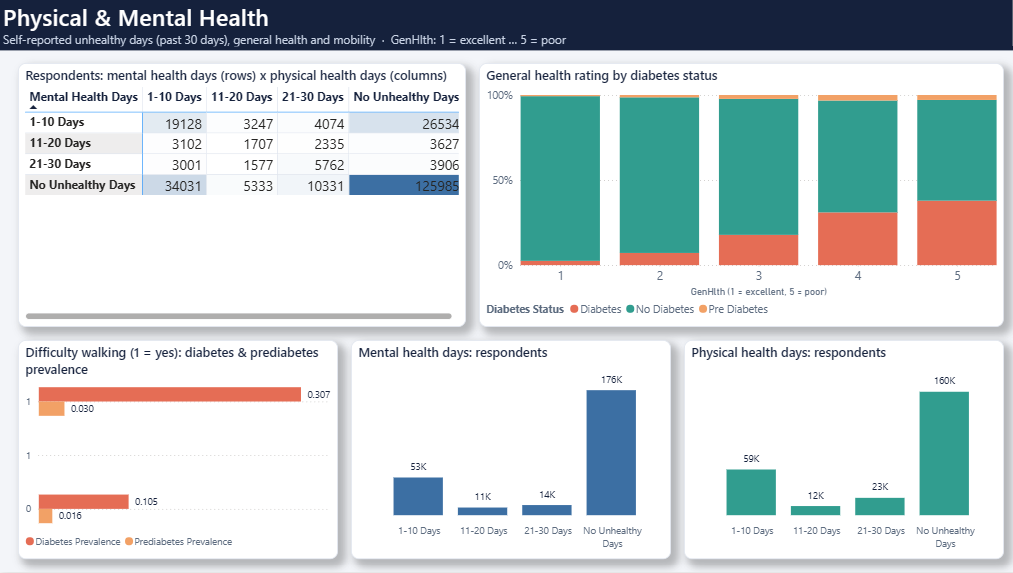 Physical & Mental Health
Self-reported unhealthy days (past 30 days), general health and mobility · GenHlth: 1 = excellent ... 5 = poor
Respondents: mental health days (rows) x physical health days (columns)
Mental Health Days 1-10 Days 11-20 Days 21-30 Days No Unhealthy Days
1-10 Days 19128 3247 4074 26534
11-20 Days 3102 1707 2335 3627
21-30 Days 3001 1577 5762 3906
No Unhealthy Days 34031 5333 10331 125985
General health rating by diabetes status
100%
50%
0%
1 2 3 4 5
GenHlth (1 = excellent, 5 = poor)
Diabetes Status Diabetes No Diabetes Pre Diabetes
Difficulty walking (1 = yes): diabetes & prediabetes
prevalence
1
0.307
0.030
1
0
0.105
0.016
Diabetes Prevalence Prediabetes Prevalence
Mental health days: respondents
176K
53K
11K
14K
1-10 Days 11-20 Days 21-30 Days No Unhealthy
Days
Physical health days: respondents
160K
59K
12K
23K
1-10 Days 11-20 Days 21-30 Days No Unhealthy
Days